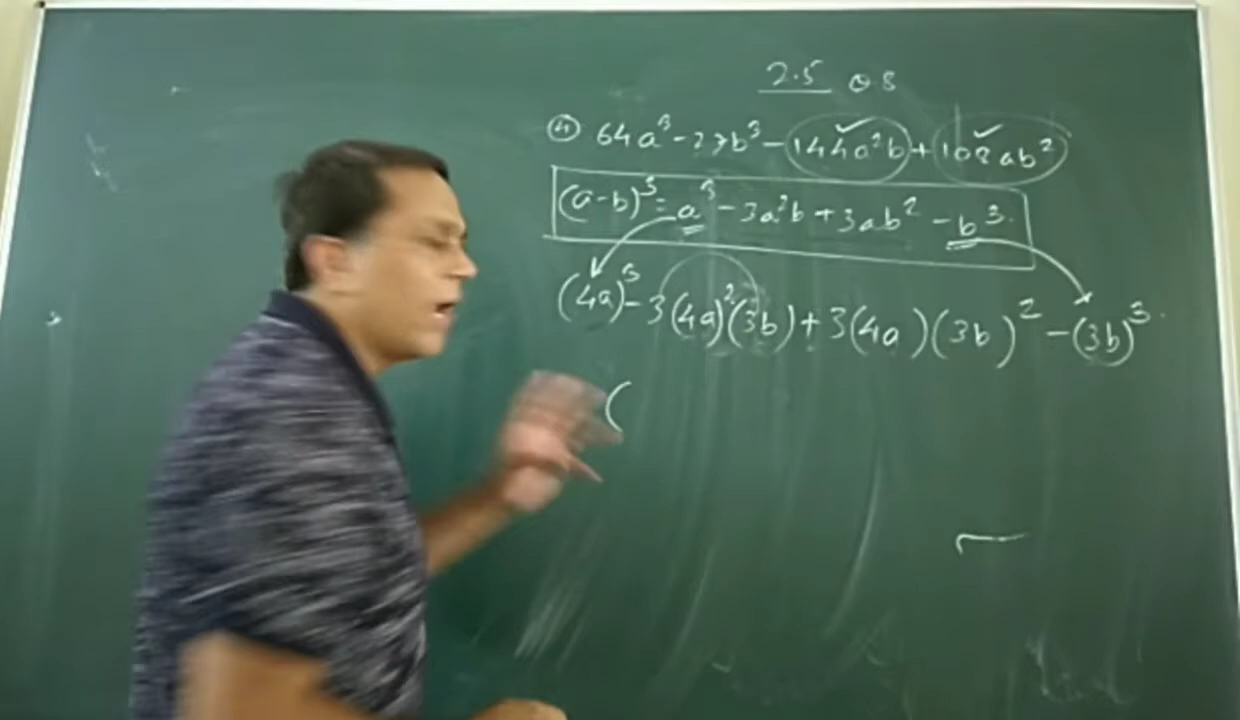 2.5 Q.8
(4) 64a³ - 27b³ - 144a²b + 108ab²
(a-b)³ = a³ - 3a²b + 3ab² - b³.
(4a)³ - 3(4a)²(3b) + 3(4a)(3b)² - (3b)³.
(